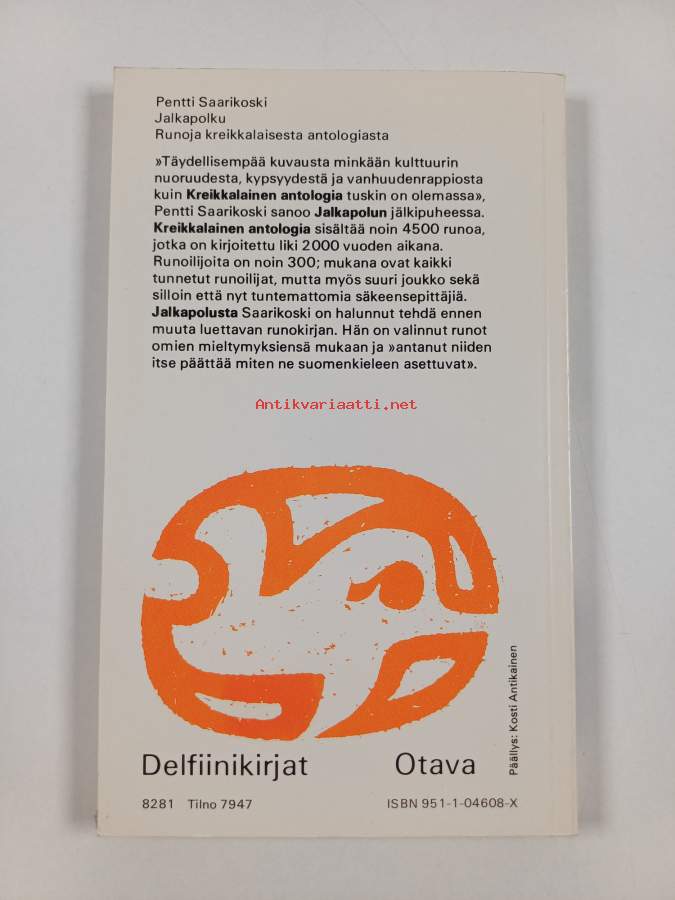 Pentti Saarikoski
Jalkapolku
Runoja kreikkalaisesta antologiasta
»Täydellisempää kuvausta minkään kulttuurin
nuoruudesta, kypsyydestä ja vanhuudenrappiosta
kuin Kreikkalainen antologia tuskin on olemassa»,
Pentti Saarikoski sanoo Jalkapolun jälkipuheessa.
Kreikkalainen antologia sisältää noin 4500 runoa,
jotka on kirjoitettu liki 2000 vuoden aikana.
Runoilijoita on noin 300; mukana ovat kaikki
tunnetut runoilijat, mutta myös suuri joukko sekä
silloin että nyt tuntemattomia säkeensepittäjiä.
Jalkapolusta Saarikoski on halunnut tehdä ennen
muuta luettavan runokirjan. Hän on valinnut runot
omien mieltymyksiensä mukaan ja »antanut niiden
itse päättää miten ne suomenkieleen asettuvat».
Antikvariaatti.net
Päällys: Kosti Antikainen
Delfiinikirjat Otava
8281 Tilno 7947 ISBN 951-1-04608-X